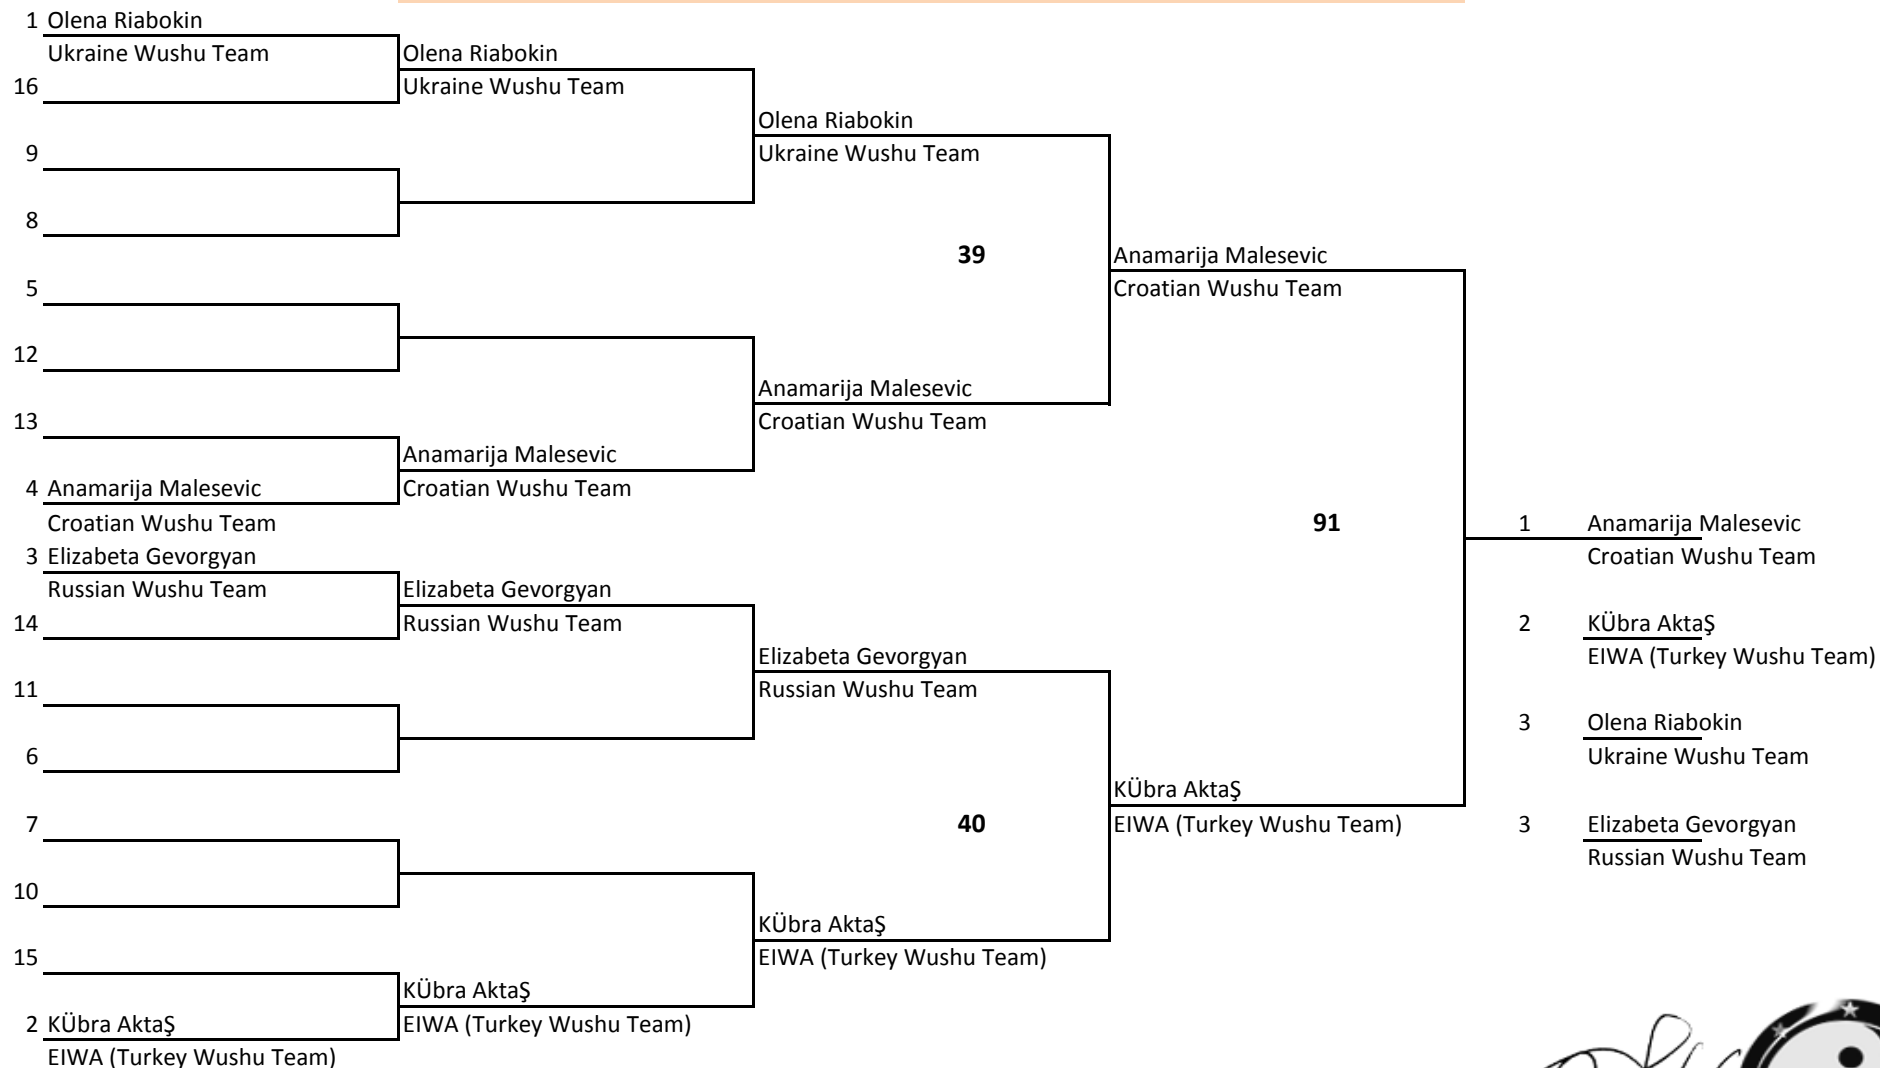 1 Olena Riabokin
Ukraine Wushu Team
Olena Riabokin
16
Ukraine Wushu Team
Olena Riabokin
9
Ukraine Wushu Team
8
39
Anamarija Malesevic
5
Croatian Wushu Team
12
Anamarija Malesevic
13
Croatian Wushu Team
Anamarija Malesevic
4 Anamarija Malesevic
Croatian Wushu Team
Croatian Wushu Team
91
1 Anamarija Malesevic
3 Elizabeta Gevorgyan
Croatian Wushu Team
Russian Wushu Team
Elizabeta Gevorgyan
14
Russian Wushu Team
2 KÜbra AktaŞ
Elizabeta Gevorgyan
EIWA (Turkey Wushu Team)
11
Russian Wushu Team
3 Olena Riabokin
6
Ukraine Wushu Team
KÜbra AktaŞ
7
40
EIWA (Turkey Wushu Team)
3 Elizabeta Gevorgyan
Russian Wushu Team
10
KÜbra AktaŞ
15
EIWA (Turkey Wushu Team)
KÜbra AktaŞ
2 KÜbra AktaŞ
EIWA (Turkey Wushu Team)
EIWA (Turkey Wushu Team)